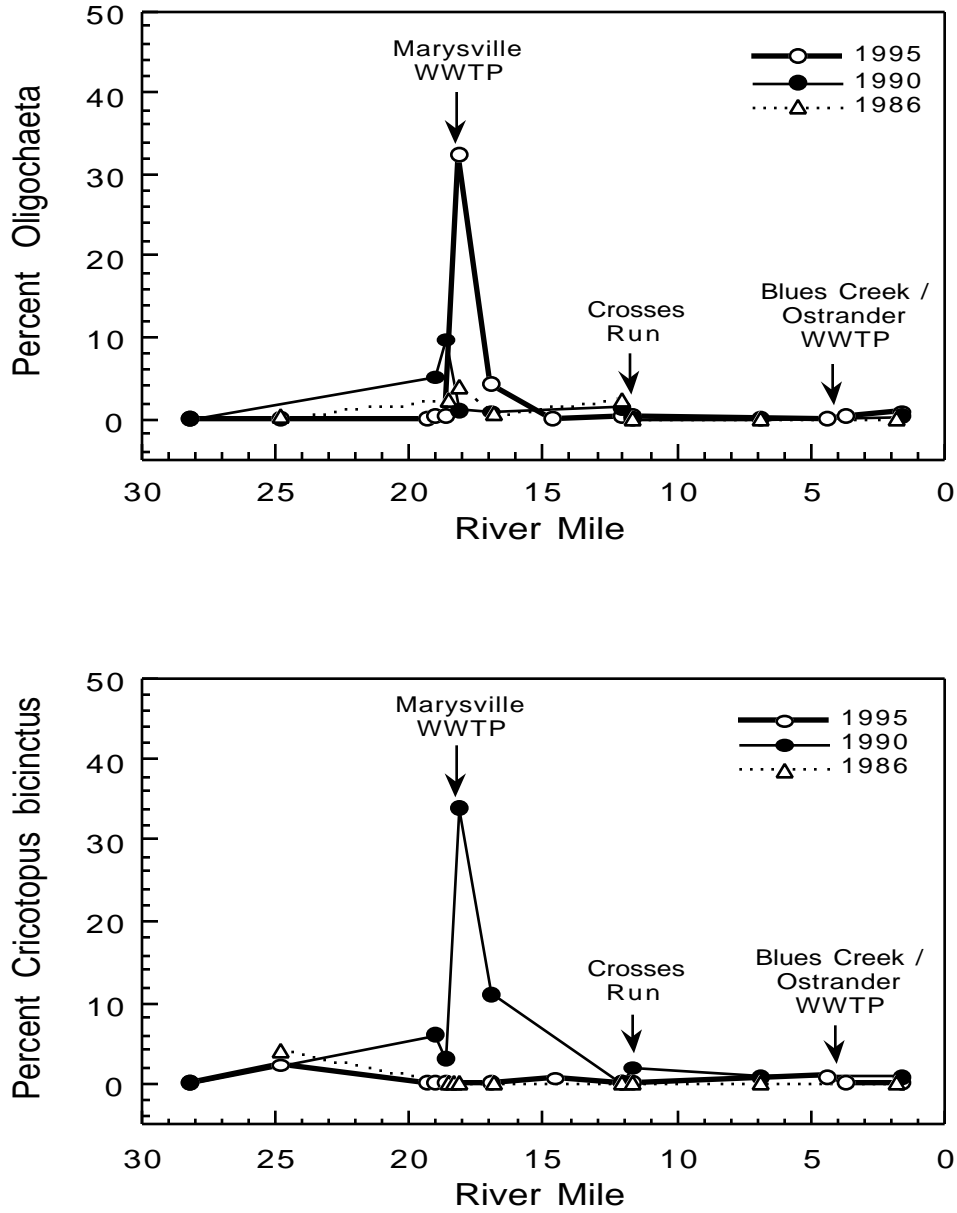 50
40
30
20
10
0
Percent Oligochaeta
Marysville
WWTP
1995
1990
1986
Crosses
Run
Blues Creek /
Ostrander
WWTP
30 25 20 15 10 5 0
River Mile
50
40
30
20
10
0
Percent Cricotopus bicinctus
Marysville
WWTP
1995
1990
1986
Crosses
Run
Blues Creek /
Ostrander
WWTP
30 25 20 15 10 5 0
River Mile